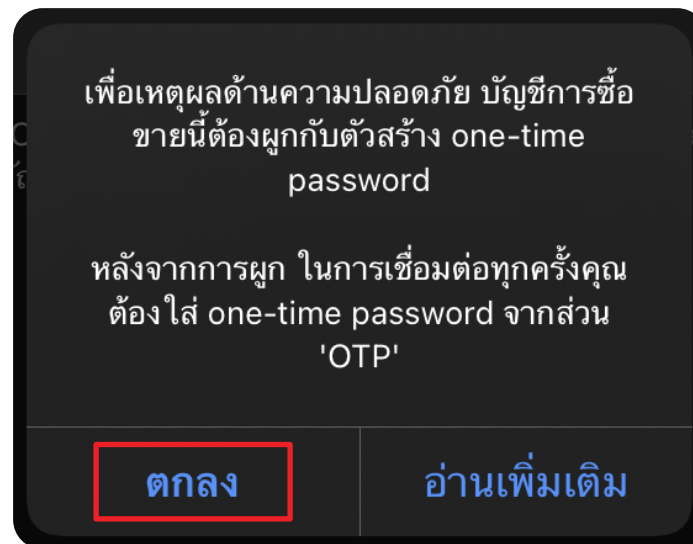 เพื่อเหตุผลด้านความปลอดภัย บัญชีการซื้อ
ขายนี้ต้องผูกกับตัวสร้าง one-time
password
หลังจากการผูก ในการเชื่อมต่อทุกครั้งคุณ
ต้องใส่ one-time password จากส่วน
'OTP'
ตกลง
อ่านเพิ่มเติม